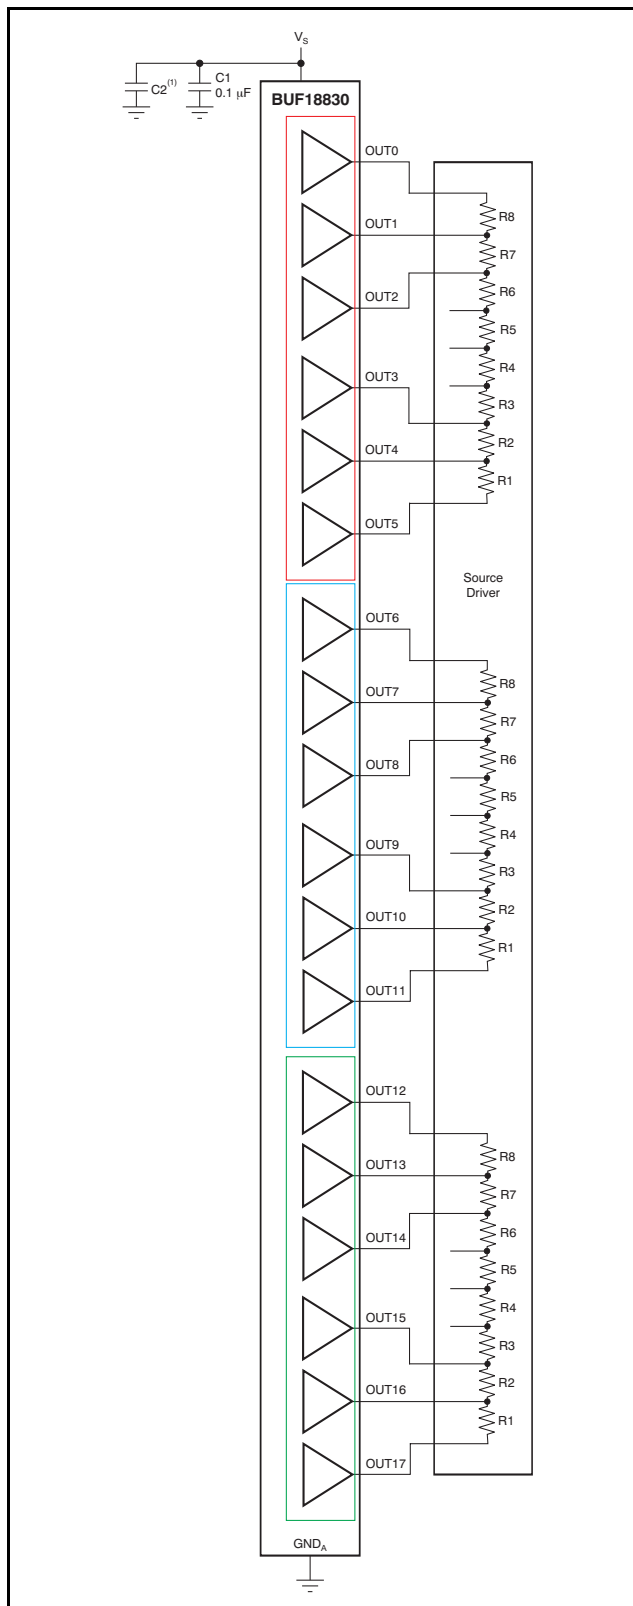 V_S
C2(1)
C1
0.1 μF
BUF18830
OUT0
R8
OUT1
R7
OUT2
R6
R5
R4
OUT3
R3
R2
OUT4
R1
OUT5
Source
Driver
OUT6
R8
OUT7
R7
OUT8
R6
R5
R4
OUT9
R3
R2
OUT10
R1
OUT11
OUT12
R8
OUT13
R7
OUT14
R6
R5
R4
OUT15
R3
R2
OUT16
R1
OUT17
GND_A